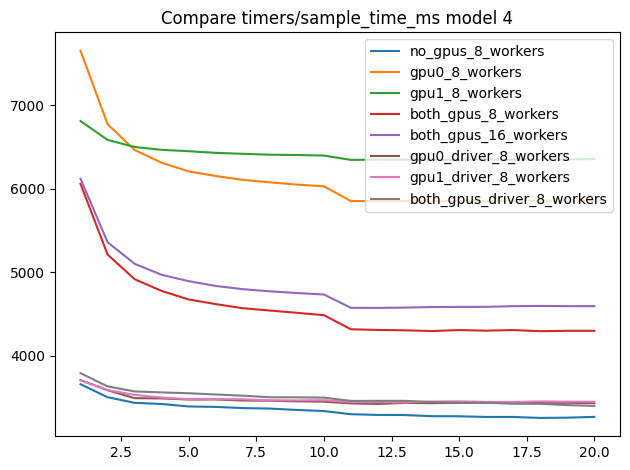 Compare timers/sample_time_ms model 4
no_gpus_8_workers
gpu0_8_workers
gpu1_8_workers
both_gpus_8_workers
both_gpus_16_workers
gpu0_driver_8_workers
gpu1_driver_8_workers
both_gpus_driver_8_workers
7000
6000
5000
4000
2.5 5.0 7.5 10.0 12.5 15.0 17.5 20.0